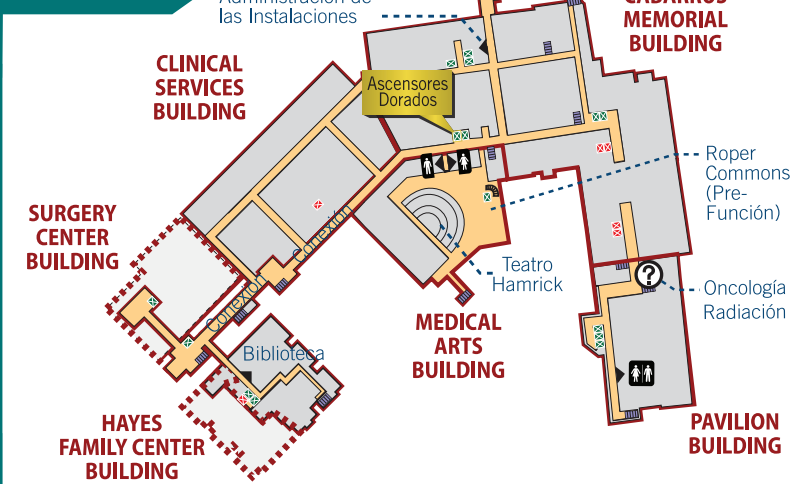 Administración de
las Instalaciones
CABARRUS
MEMORIAL
BUILDING
CLINICAL
SERVICES
BUILDING
Ascensores
Dorados
Roper
Commons
(Pre-
Función)
SURGERY
CENTER
BUILDING
Conexión
Conexión
Teatro
Hamrick
?
Oncología
Radiación
MEDICAL
ARTS
BUILDING
Biblioteca
HAYES
FAMILY CENTER
BUILDING
PAVILION
BUILDING